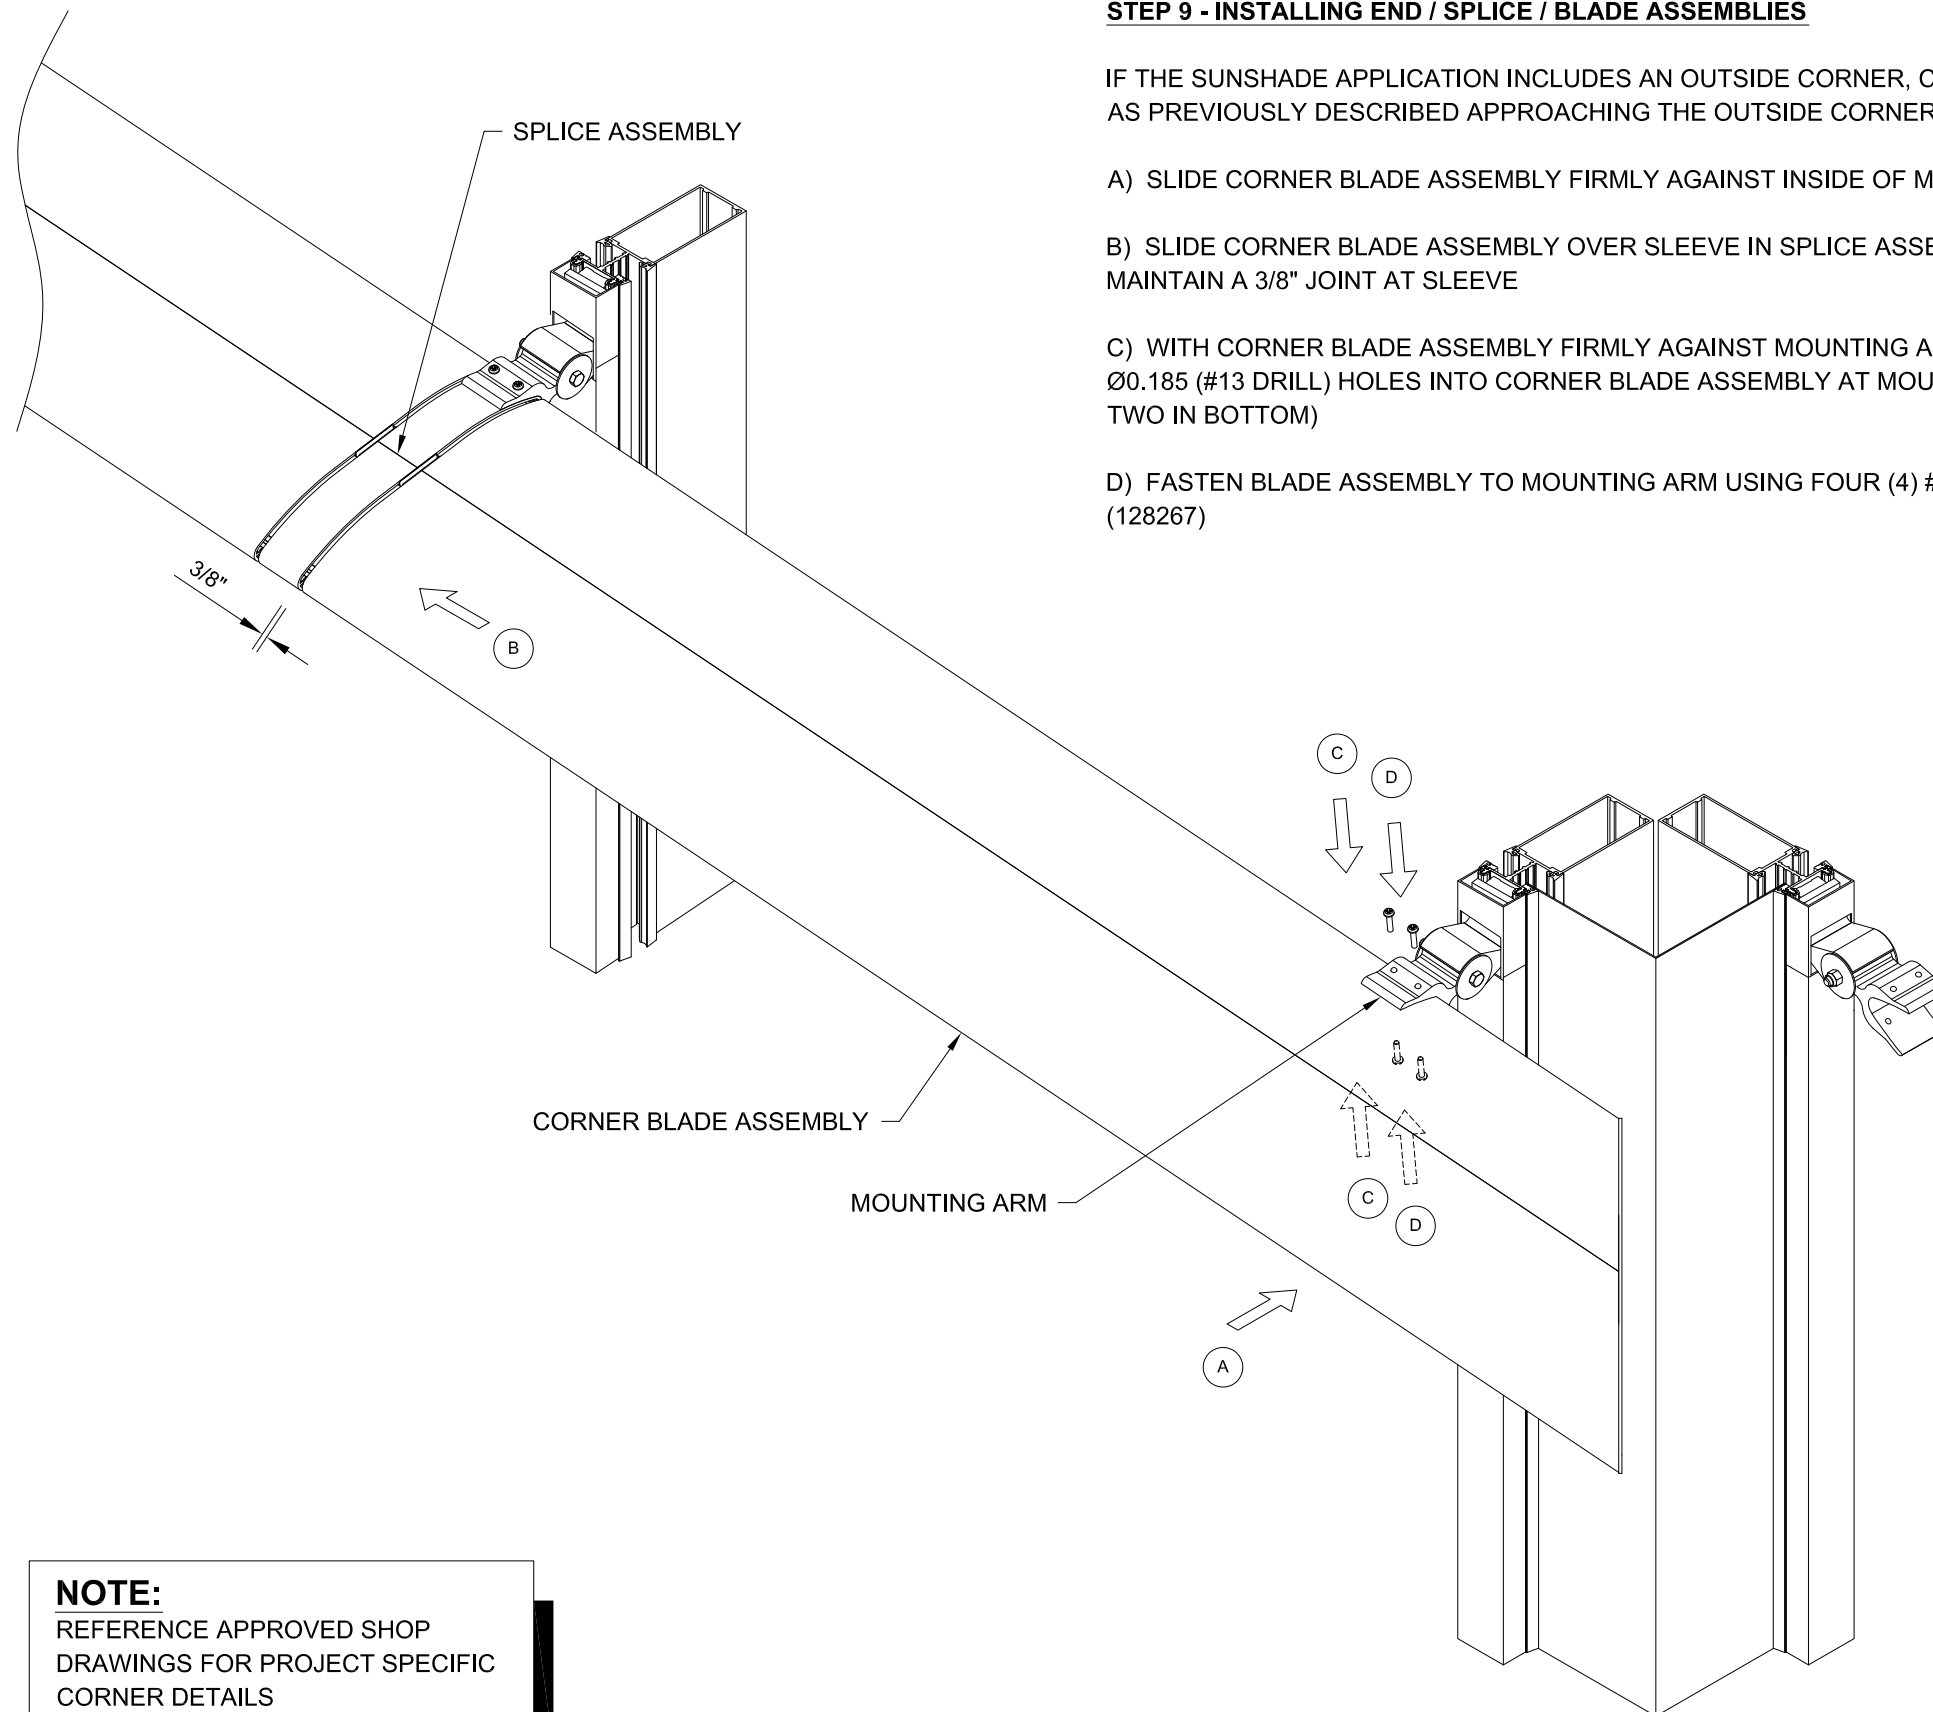 STEP 9 - INSTALLING END / SPLICE / BLADE ASSEMBLIES
IF THE SUNSHADE APPLICATION INCLUDES AN OUTSIDE CORNER,
AS PREVIOUSLY DESCRIBED APPROACHING THE OUTSIDE CORNER
A) SLIDE CORNER BLADE ASSEMBLY FIRMLY AGAINST INSIDE OF
B) SLIDE CORNER BLADE ASSEMBLY OVER SLEEVE IN SPLICE
MAINTAIN A 3/8" JOINT AT SLEEVE
C) WITH CORNER BLADE ASSEMBLY FIRMLY AGAINST MOUNTING
Ø0.185 (#13 DRILL) HOLES INTO CORNER BLADE ASSEMBLY AT
TWO IN BOTTOM)
D) FASTEN BLADE ASSEMBLY TO MOUNTING ARM USING FOUR (4) #
(128267)
SPLICE ASSEMBLY
3/8"
B
C
D
CORNER BLADE ASSEMBLY
MOUNTING ARM
C
D
A
NOTE:
REFERENCE APPROVED SHOP
DRAWINGS FOR PROJECT SPECIFIC
CORNER DETAILS